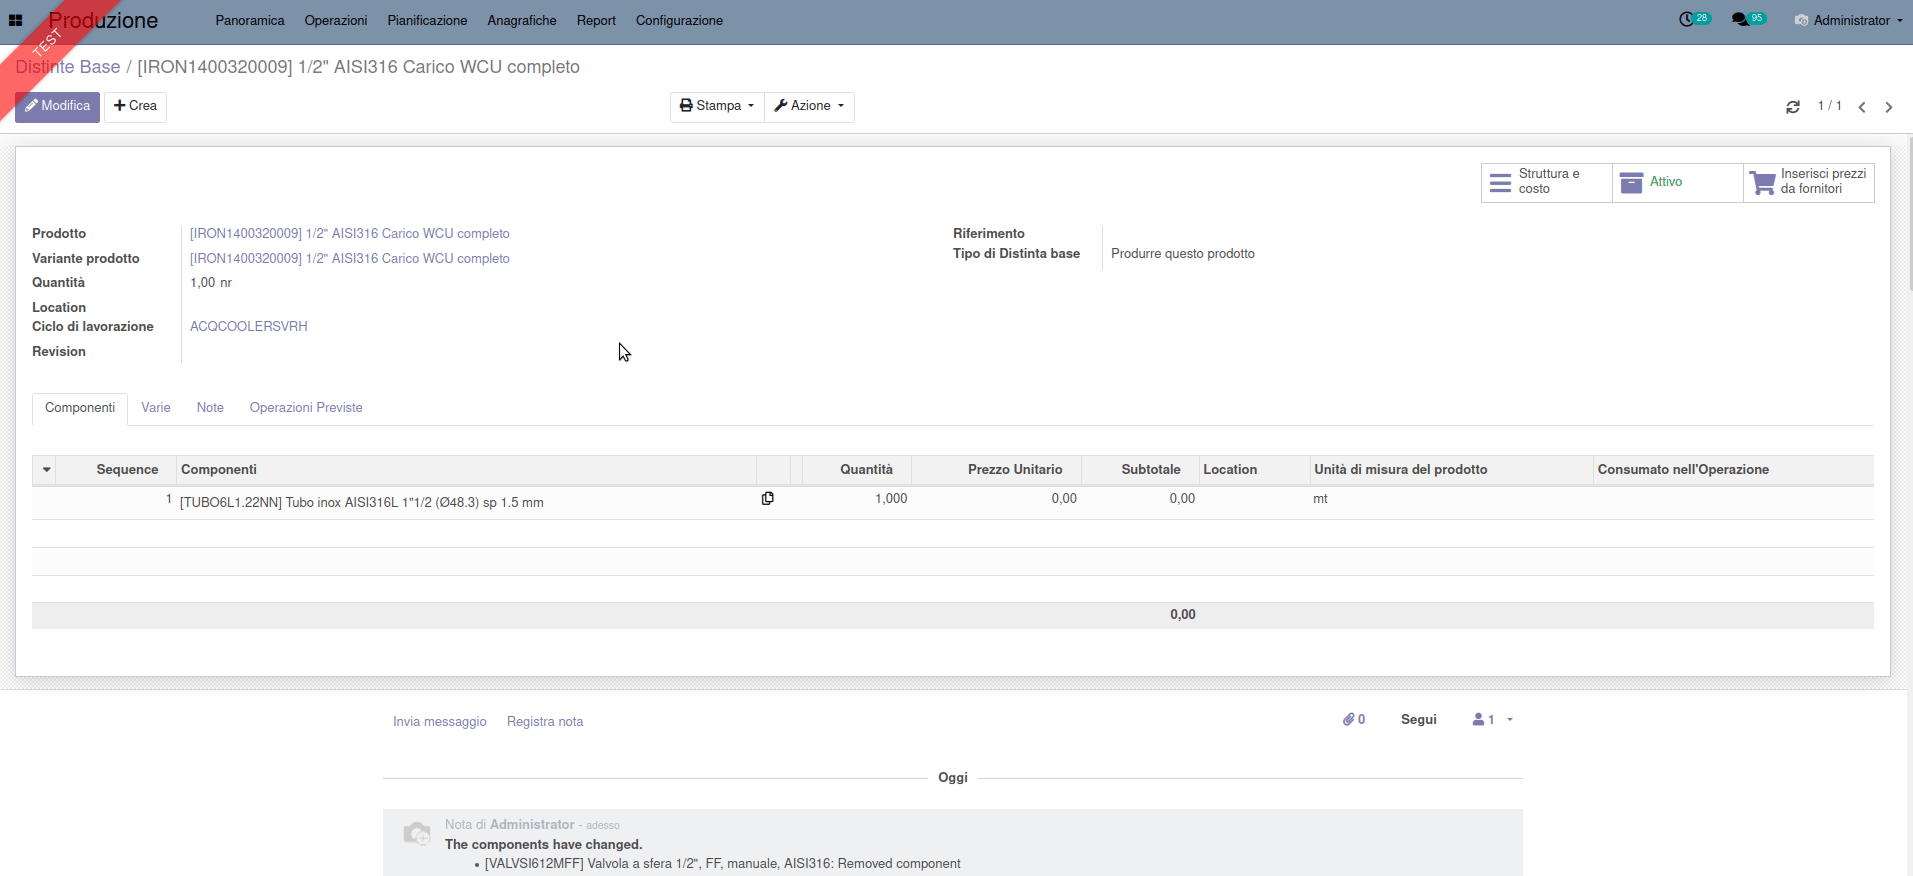 Produzione
Panoramica Operazioni Pianificazione Anagrafiche Report Configurazione
28 95 Administrator
TEST
Distinte Base / [IRON1400320009] 1/2" AISI316 Carico WCU completo
Modifica Crea Stampa Azione 1 / 1
Struttura e costo
Attivo
Inserisci prezzi da fornitori
Prodotto [IRON1400320009] 1/2" AISI316 Carico WCU completo
Variante prodotto [IRON1400320009] 1/2" AISI316 Carico WCU completo
Quantità 1,00 nr
Location
Ciclo di lavorazione ACQCOOLERSVRH
Revision
Riferimento
Tipo di Distinta base Produrre questo prodotto
Componenti Varie Note Operazioni Previste
Sequence Componenti Quantità Prezzo Unitario Subtotale Location Unità di misura del prodotto Consumato nell'Operazione
1 [TUBO6L1.22NN] Tubo inox AISI316L 1"1/2 (Ø48.3) sp 1.5 mm 1,000 0,00 0,00 mt
0,00
Invia messaggio Registra nota 0 Segui 1
Oggi
Nota di Administrator - adesso
The components have changed.
• [VALVSI612MFF] Valvola a sfera 1/2", FF, manuale, AISI316: Removed component